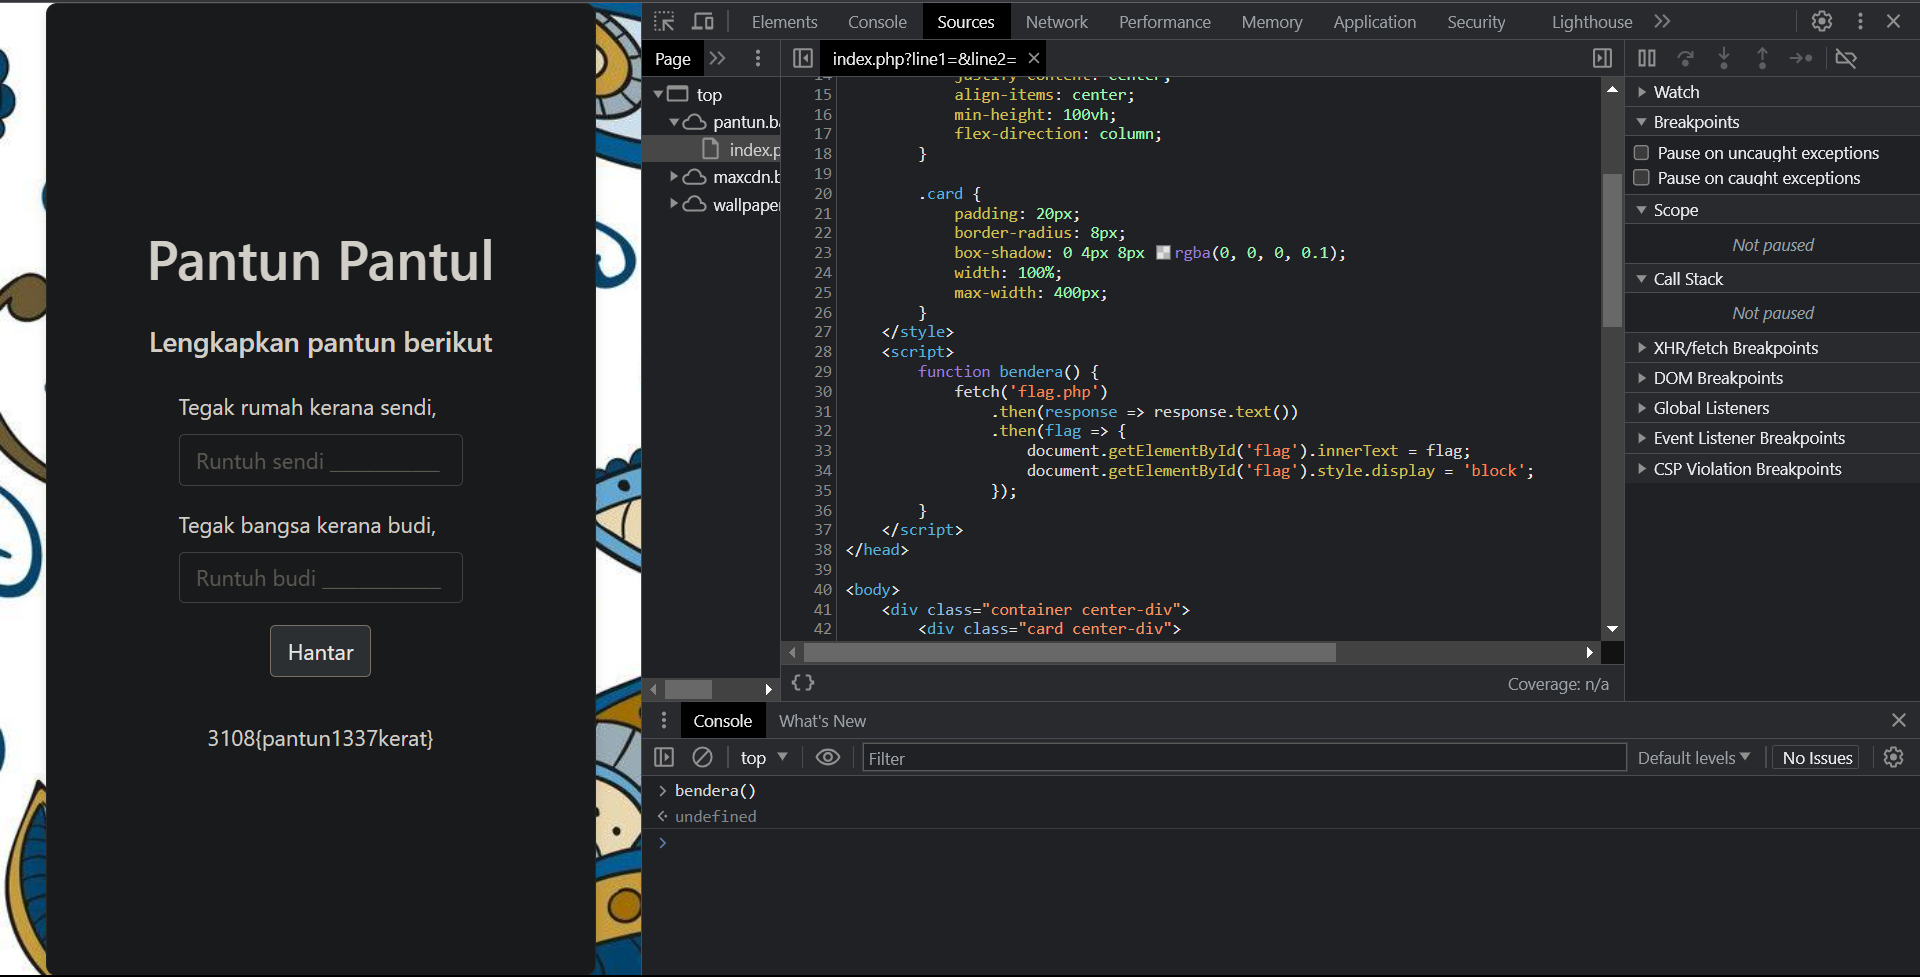 Pantun Pantul
Lengkapkan pantun berikut
Tegak rumah kerana sendi,
Runtuh sendi ___________
Tegak bangsa kerana budi,
Runtuh budi ____________
Hantar
3108{pantun1337kerat}
Elements Console Sources Network Performance Memory Application Security Lighthouse
Page
index.php?line1=&line2=
top
pantun.ba
index.p
maxcdn.b
wallpaper
14 justify-content: center;
15 align-items: center;
16 min-height: 100vh;
17 flex-direction: column;
18 }
19
20 .card {
21 padding: 20px;
22 border-radius: 8px;
23 box-shadow: 0 4px 8px rgba(0, 0, 0, 0.1);
24 width: 100%;
25 max-width: 400px;
26 }
27 </style>
28 <script>
29 function bendera() {
30 fetch('flag.php')
31 .then(response => response.text())
32 .then(flag => {
33 document.getElementById('flag').innerText = flag;
34 document.getElementById('flag').style.display = 'block';
35 });
36 }
37 </script>
38 </head>
39
40 <body>
41 <div class="container center-div">
42 <div class="card center-div">
{} Coverage: n/a
Watch
Breakpoints
Pause on uncaught exceptions
Pause on caught exceptions
Scope
Not paused
Call Stack
Not paused
XHR/fetch Breakpoints
DOM Breakpoints
Global Listeners
Event Listener Breakpoints
CSP Violation Breakpoints
Console What's New
top Filter Default levels No Issues
bendera()
undefined